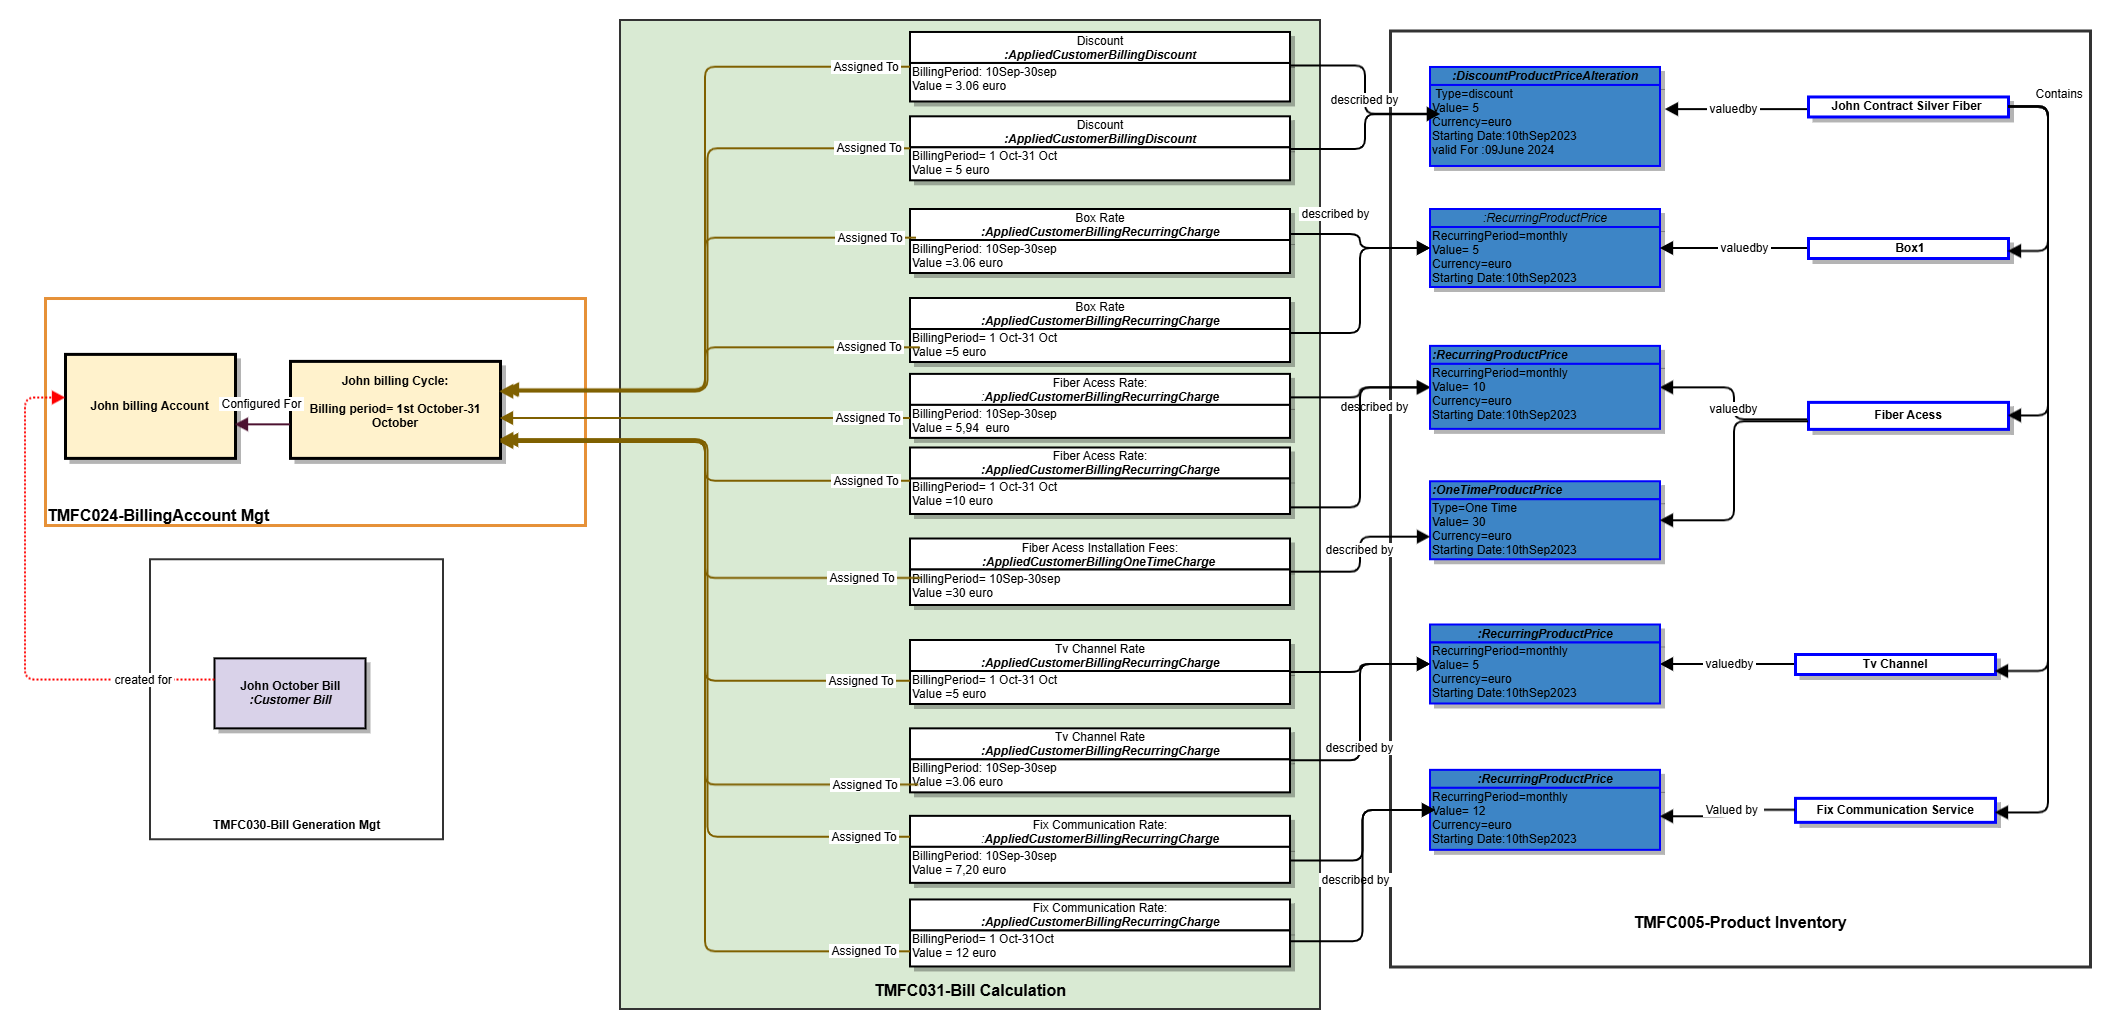 Discount
:AppliedCustomerBillingDiscount
BillingPeriod: 10Sep-30sep
Value = 3.06 euro
Assigned To
described by
Discount
:AppliedCustomerBillingDiscount
BillingPeriod= 1 Oct-31 Oct
Value = 5 euro
Assigned To
Box Rate
:AppliedCustomerBillingRecurringCharge
BillingPeriod: 10Sep-30sep
Value =3.06 euro
Assigned To
described by
Box Rate
:AppliedCustomerBillingRecurringCharge
BillingPeriod: 1 Oct-31 Oct
Value =5 euro
Assigned To
Fiber Acess Rate:
:AppliedCustomerBillingRecurringCharge
BillingPeriod: 10Sep-30sep
Value = 5,94  euro
Assigned To
described by
Fiber Acess Rate:
:AppliedCustomerBillingRecurringCharge
BillingPeriod= 1 Oct-31 Oct
Value =10 euro
Assigned To
Fiber Acess Installation Fees:
:AppliedCustomerBillingOneTimeCharge
BillingPeriod= 10Sep-30sep
Value =30 euro
Assigned To
described by
Tv Channel Rate
:AppliedCustomerBillingRecurringCharge
BillingPeriod= 1 Oct-31 Oct
Value =5 euro
Assigned To
Tv Channel Rate
:AppliedCustomerBillingRecurringCharge
BillingPeriod: 10Sep-30sep
Value =3.06 euro
Assigned To
described by
Fix Communication Rate:
:AppliedCustomerBillingRecurringCharge
BillingPeriod: 10Sep-30sep
Value = 7,20 euro
Assigned To
described by
Fix Communication Rate:
:AppliedCustomerBillingRecurringCharge
BillingPeriod= 1 Oct-31Oct
Value = 12 euro
Assigned To
TMFC031-Bill Calculation
:DiscountProductPriceAlteration
Type=discount
Value= 5
Currency=euro
Starting Date:10thSep2023
valid For :09June 2024
valuedby
John Contract Silver Fiber
Contains
:RecurringProductPrice
RecurringPeriod=monthly
Value= 5
Currency=euro
Starting Date:10thSep2023
valuedby
Box1
:RecurringProductPrice
RecurringPeriod=monthly
Value= 10
Currency=euro
Starting Date:10thSep2023
valuedby
Fiber Acess
:OneTimeProductPrice
Type=One Time
Value= 30
Currency=euro
Starting Date:10thSep2023
:RecurringProductPrice
RecurringPeriod=monthly
Value= 5
Currency=euro
Starting Date:10thSep2023
valuedby
Tv Channel
:RecurringProductPrice
RecurringPeriod=monthly
Value= 12
Currency=euro
Starting Date:10thSep2023
Valued by
Fix Communication Service
TMFC005-Product Inventory
John billing Account
Configured For
John billing Cycle:
Billing period= 1st October-31
October
TMFC024-BillingAccount Mgt
created for
John October Bill
:Customer Bill
TMFC030-Bill Generation Mgt